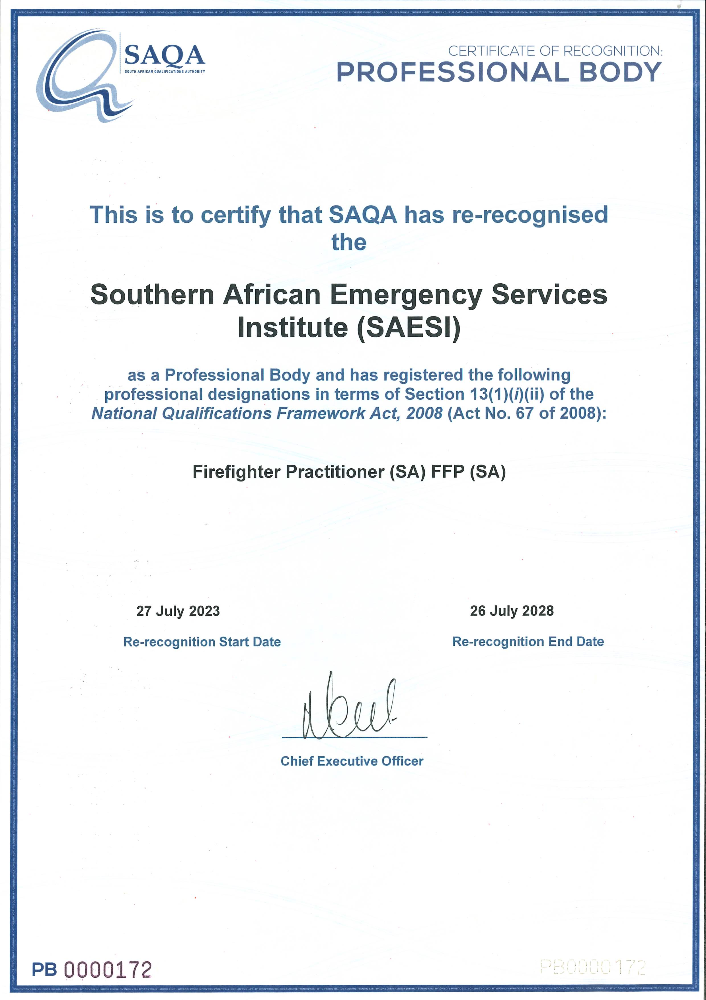 SAQA
SOUTH AFRICAN QUALIFICATIONS AUTHORITY
CERTIFICATE OF RECOGNITION:
PROFESSIONAL BODY
This is to certify that SAQA has re-recognised
the
Southern African Emergency Services
Institute (SAESI)
as a Professional Body and has registered the following
professional designations in terms of Section 13(1)(i)(ii) of the
National Qualifications Framework Act, 2008 (Act No. 67 of 2008):
Firefighter Practitioner (SA) FFP (SA)
27 July 2023
26 July 2028
Re-recognition Start Date
Re-recognition End Date
Chief Executive Officer
PB 0000172
PB0000172